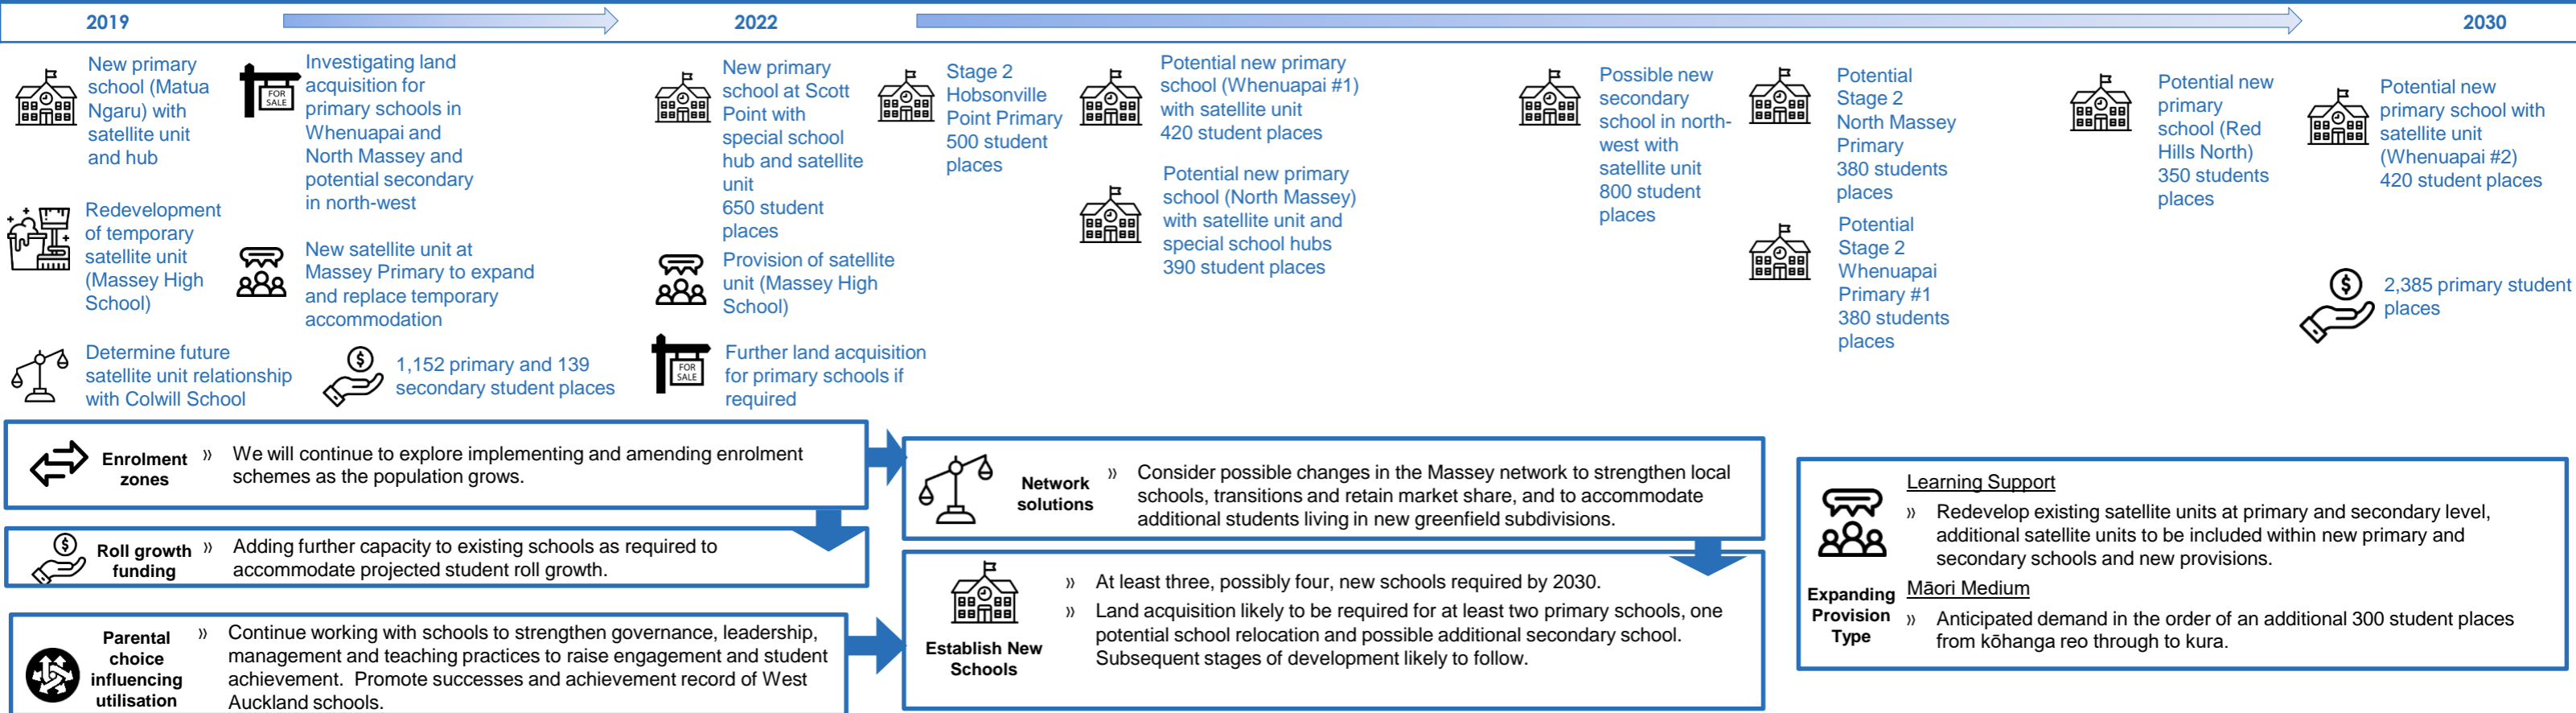 2019
2022
2030
New primary
school (Matua
Ngaru) with
satellite unit
and hub
Redevelopment
of temporary
satellite unit
(Massey High
School)
Determine future
satellite unit relationship
with Colwill School
FOR
SALE
Investigating land
acquisition for
primary schools in
Whenuapai and
North Massey and
potential secondary
in north-west
New satellite unit at
Massey Primary to expand
and replace temporary
accommodation
$
1,152 primary and 139
secondary student places
New primary
school at Scott
Point with
special school
hub and satellite
unit
650 student
places
Provision of satellite
unit (Massey High
School)
FOR
SALE
Further land acquisition
for primary schools if
required
Stage 2
Hobsonville
Point Primary
500 student
places
Potential new primary
school (Whenuapai #1)
with satellite unit
420 student places
Potential new primary
school (North Massey)
with satellite unit and
special school hubs
390 student places
Possible new
secondary
school in north-
west with
satellite unit
800 student
places
Potential
Stage 2
North Massey
Primary
380 students
places
Potential
Stage 2
Whenuapai
Primary #1
380 students
places
Potential new
primary
school (Red
Hills North)
350 students
places
Potential new
primary school with
satellite unit
(Whenuapai #2)
420 student places
$
2,385 primary student
places
Enrolment
zones
» We will continue to explore implementing and amending enrolment
schemes as the population grows.
$
Roll growth
funding
» Adding further capacity to existing schools as required to
accommodate projected student roll growth.
Parental
choice
influencing
utilisation
» Continue working with schools to strengthen governance, leadership,
management and teaching practices to raise engagement and student
achievement. Promote successes and achievement record of West
Auckland schools.
Network
solutions
» Consider possible changes in the Massey network to strengthen local
schools, transitions and retain market share, and to accommodate
additional students living in new greenfield subdivisions.
Establish New
Schools
» At least three, possibly four, new schools required by 2030.
» Land acquisition likely to be required for at least two primary schools, one
potential school relocation and possible additional secondary school.
Subsequent stages of development likely to follow.
Expanding
Provision
Type
Learning Support
» Redevelop existing satellite units at primary and secondary level,
additional satellite units to be included within new primary and
secondary schools and new provisions.
Māori Medium
» Anticipated demand in the order of an additional 300 student places
from kōhanga reo through to kura.